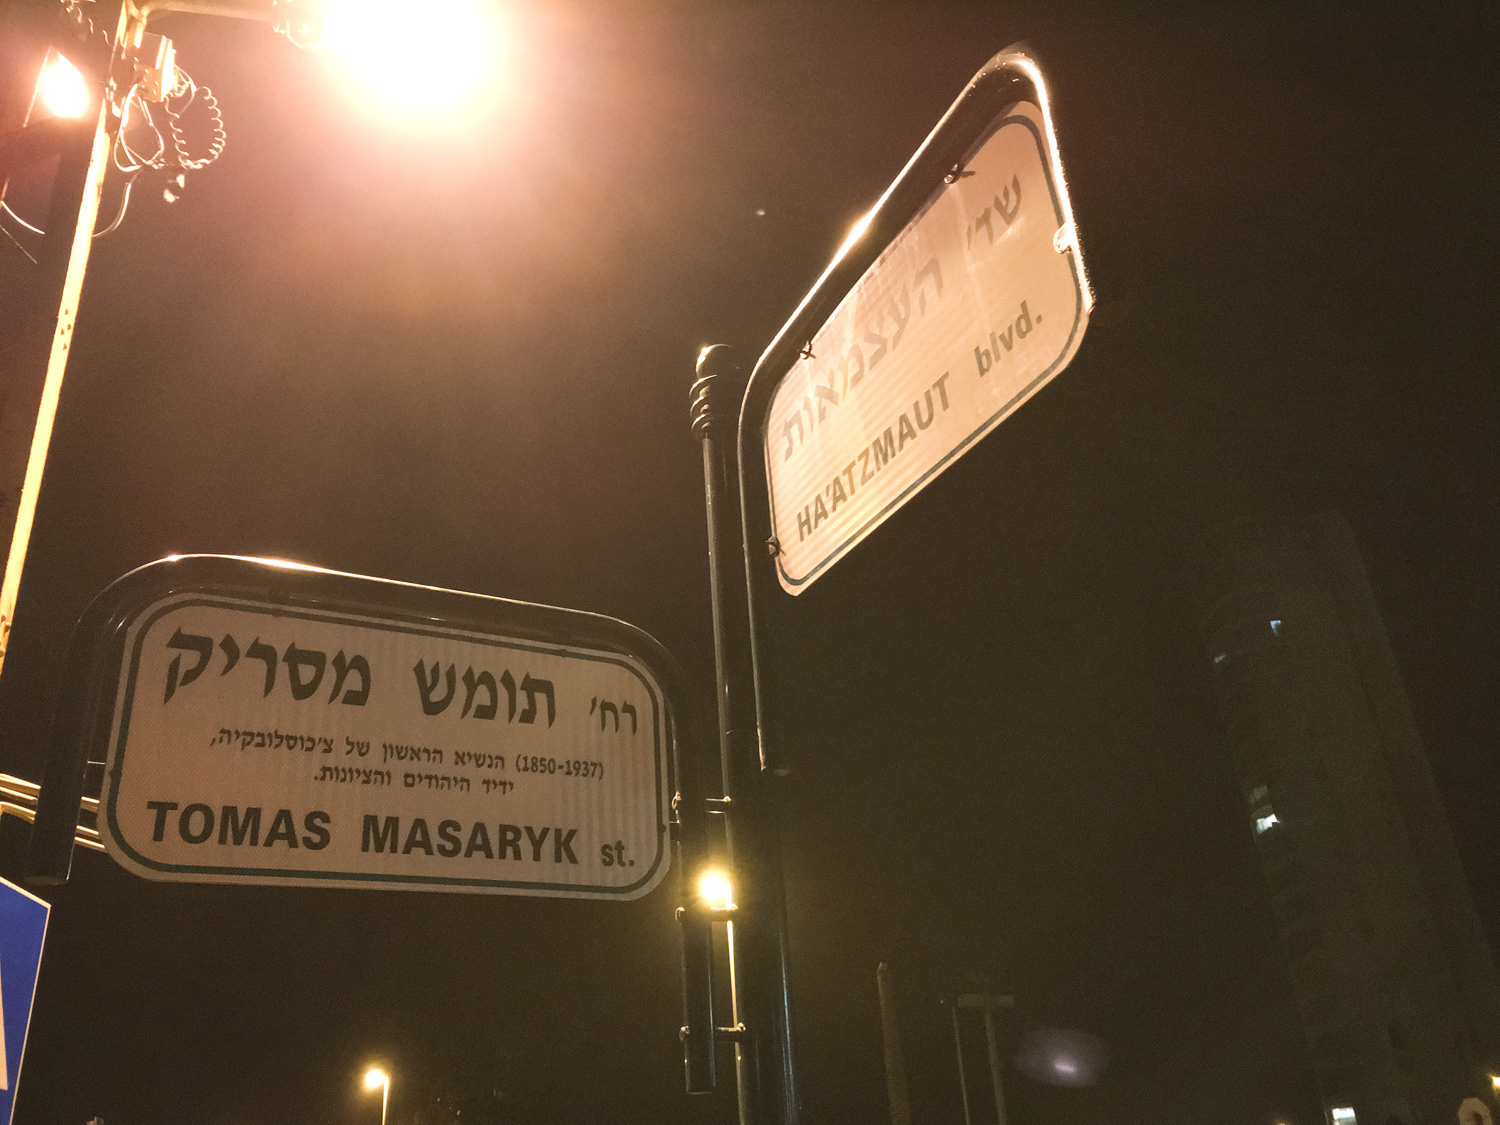 רח' תומש מסריק
(1850-1937) הנשיא הראשון של צ'כוסלובקיה,
ידיד היהודים והציונות.
TOMAS MASARYK st.
שד' העצמאות
HA'ATZMAUT blvd.